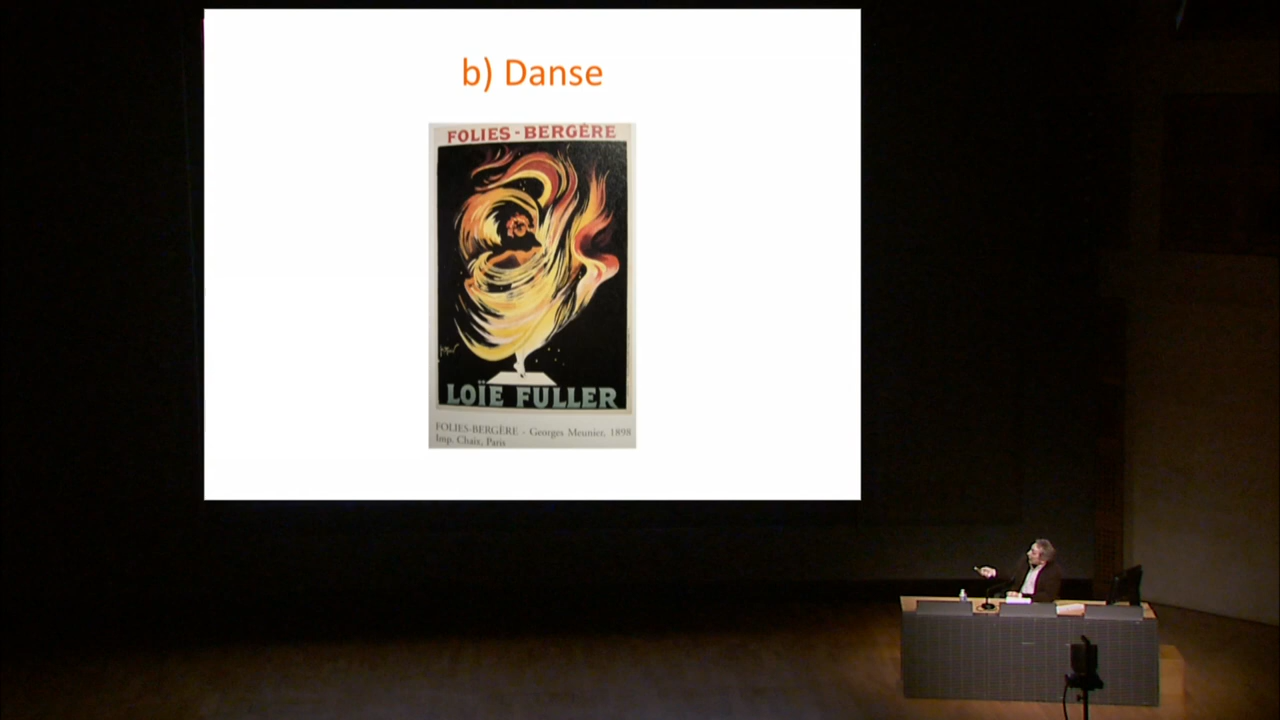 b) Danse
FOLIES-BERGÈRE
LOÏE FULLER
FOLIES-BERGÈRE - Georges Meunier, 1898
Imp. Chaix, Paris